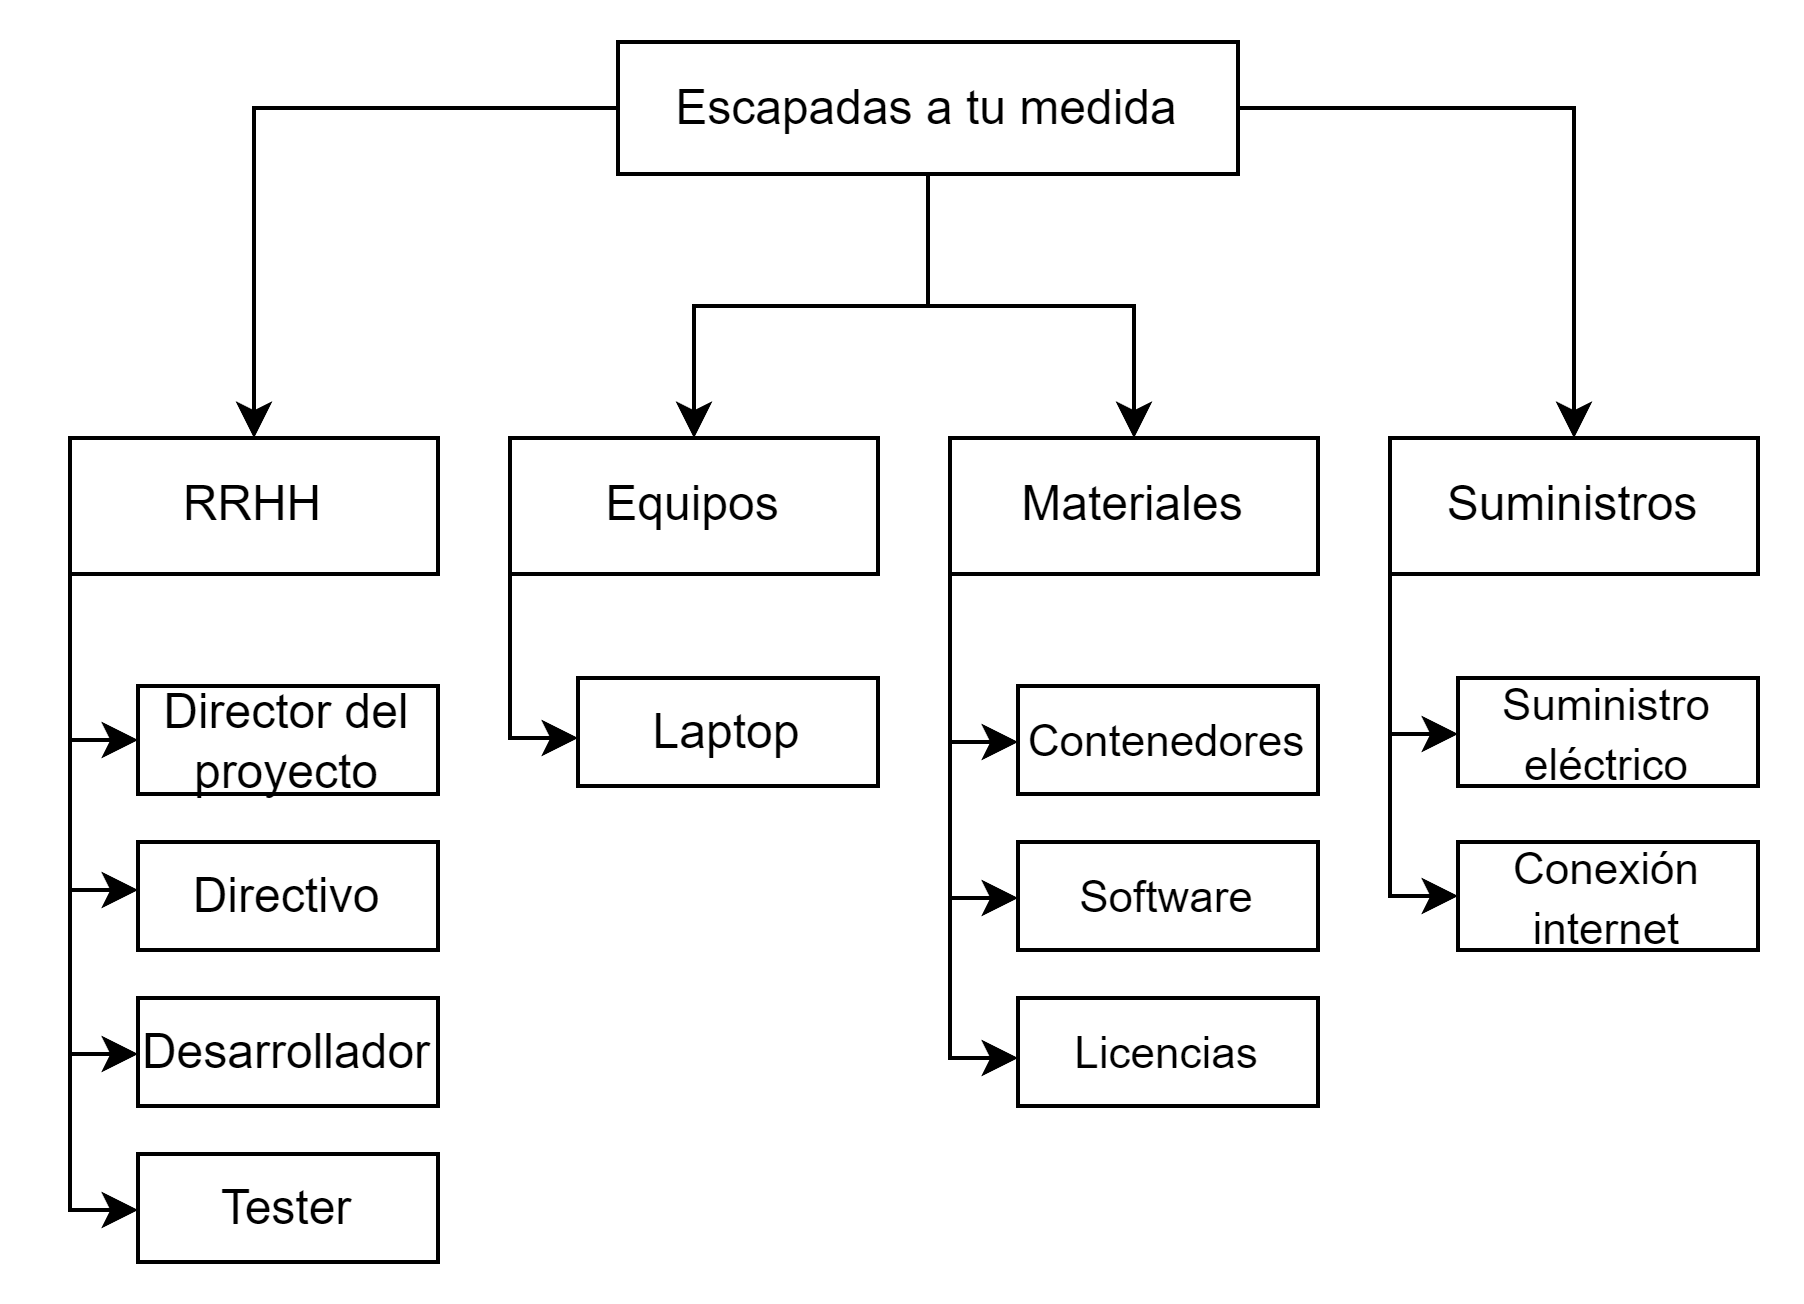 Escapadas a tu medida
RRHH
Equipos
Materiales
Suministros
Director del
proyecto
Directivo
Desarrollador
Tester
Laptop
Contenedores
Software
Licencias
Suministro
eléctrico
Conexión
internet